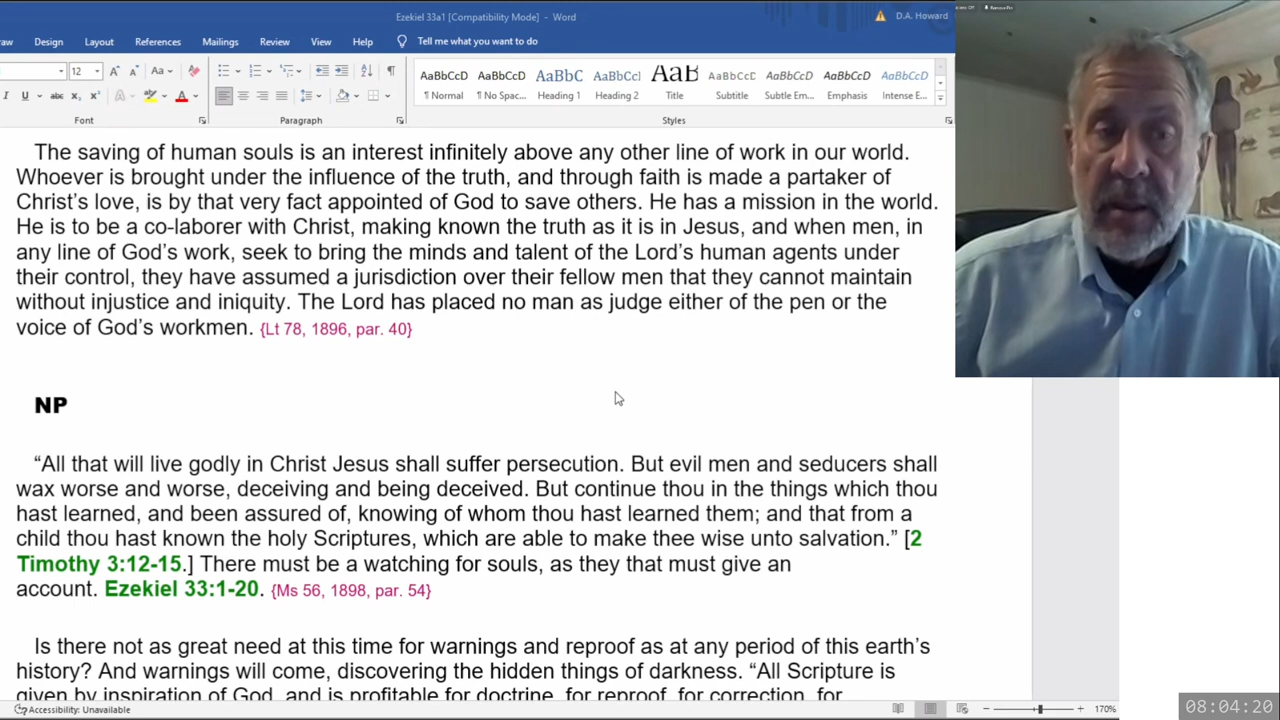 Ezekiel 33a1 [Compatibility Mode] - Word
D.A. Howard
Design Layout References Mailings Review View Help Tell me what you want to do
12
AaBbCcD AaBbCcD AaBbC AaBbCcI AaB AaBbCcD AaBbCcD AaBbCcD AaBbCcD
¶ Normal ¶ No Spac... Heading 1 Heading 2 Title Subtitle Subtle Em... Emphasis Intense E...
Font Paragraph Styles
The saving of human souls is an interest infinitely above any other line of work in our world.
Whoever is brought under the influence of the truth, and through faith is made a partaker of
Christ's love, is by that very fact appointed of God to save others. He has a mission in the world.
He is to be a co-laborer with Christ, making known the truth as it is in Jesus, and when men, in
any line of God's work, seek to bring the minds and talent of the Lord's human agents under
their control, they have assumed a jurisdiction over their fellow men that they cannot maintain
without injustice and iniquity. The Lord has placed no man as judge either of the pen or the
voice of God's workmen. {Lt 78, 1896, par. 40}
NP
“All that will live godly in Christ Jesus shall suffer persecution. But evil men and seducers shall
wax worse and worse, deceiving and being deceived. But continue thou in the things which thou
hast learned, and been assured of, knowing of whom thou hast learned them; and that from a
child thou hast known the holy Scriptures, which are able to make thee wise unto salvation.” [2
Timothy 3:12-15.] There must be a watching for souls, as they that must give an
account. Ezekiel 33:1-20. {Ms 56, 1898, par. 54}
Is there not as great need at this time for warnings and reproof as at any period of this earth's
history? And warnings will come, discovering the hidden things of darkness. “All Scripture is
given by inspiration of God, and is profitable for doctrine, for reproof, for correction, for
Accessibility: Unavailable
170%
08:04:20